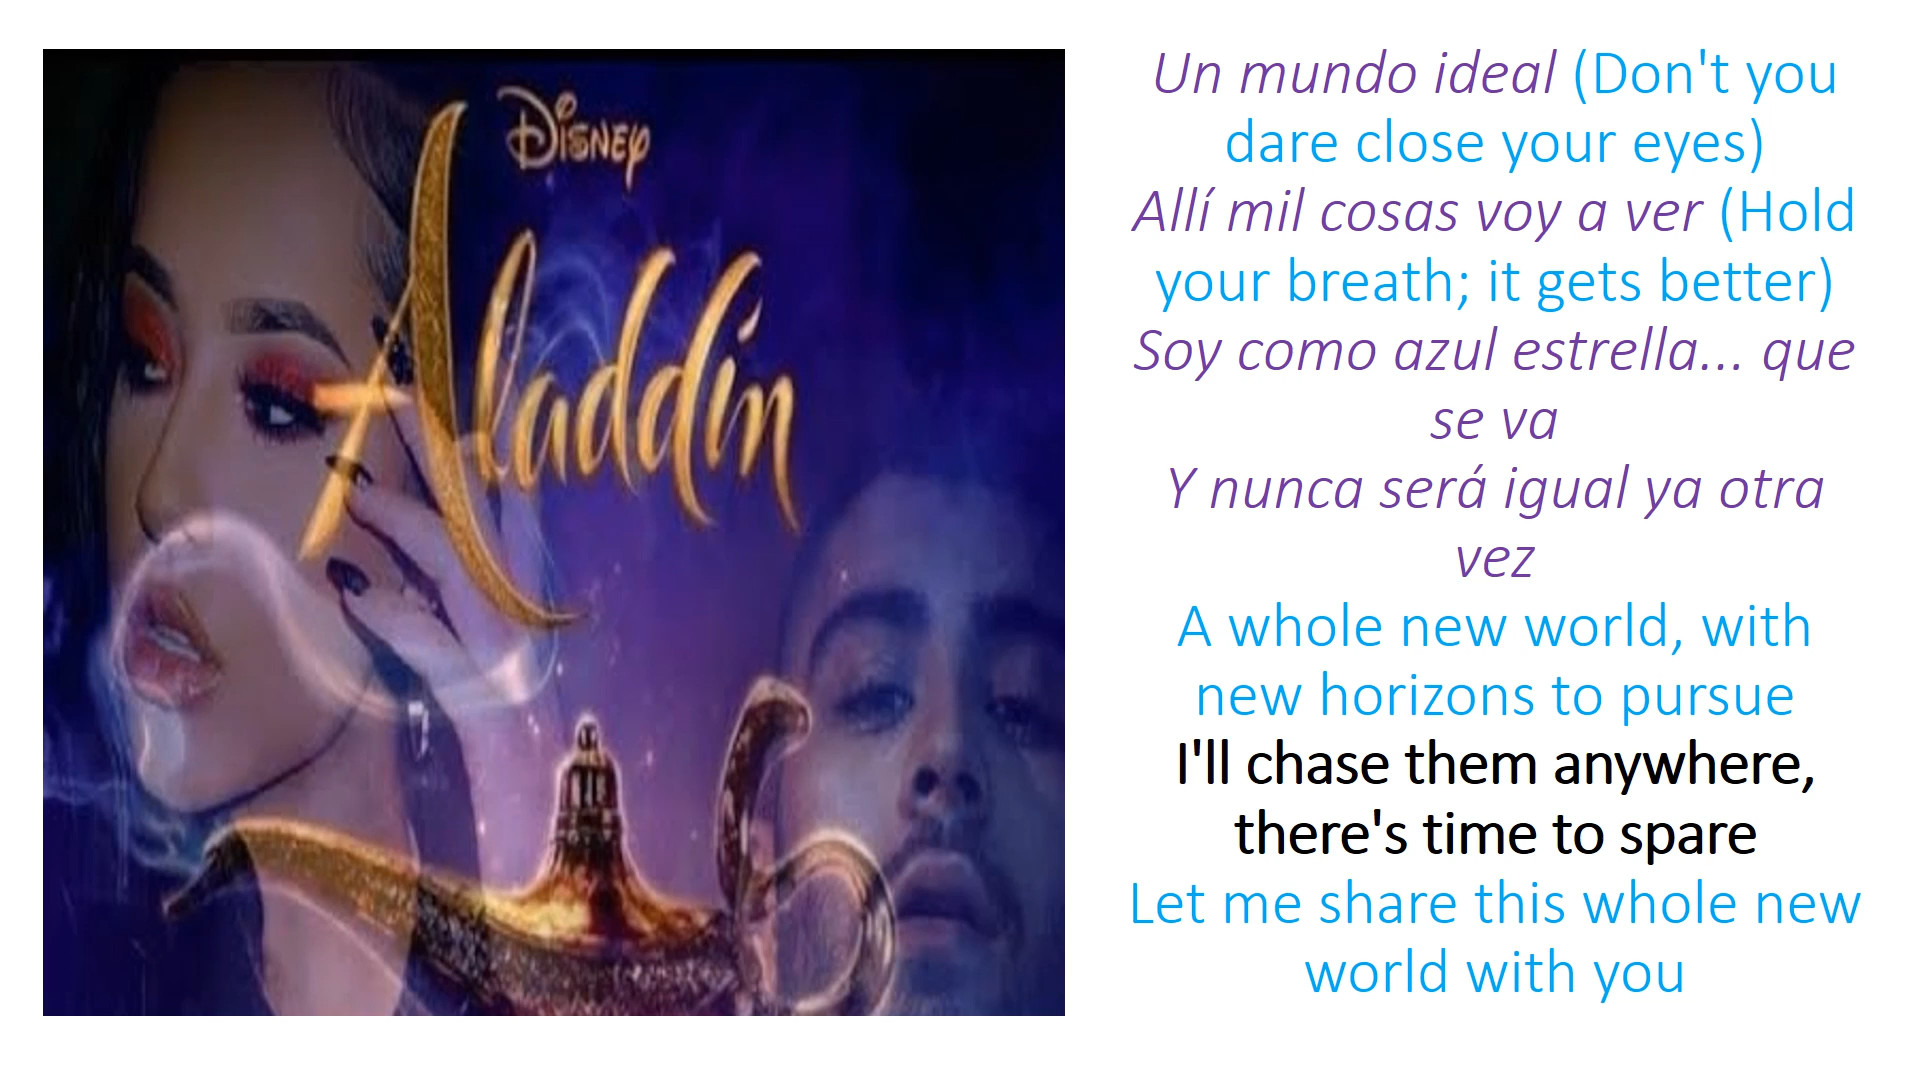 Disney
Aladdin
Un mundo ideal (Don't you
dare close your eyes)
Allí mil cosas voy a ver (Hold
your breath; it gets better)
Soy como azul estrella... que
se va
Y nunca será igual ya otra
vez
A whole new world, with
new horizons to pursue
I'll chase them anywhere,
there's time to spare
Let me share this whole new
world with you